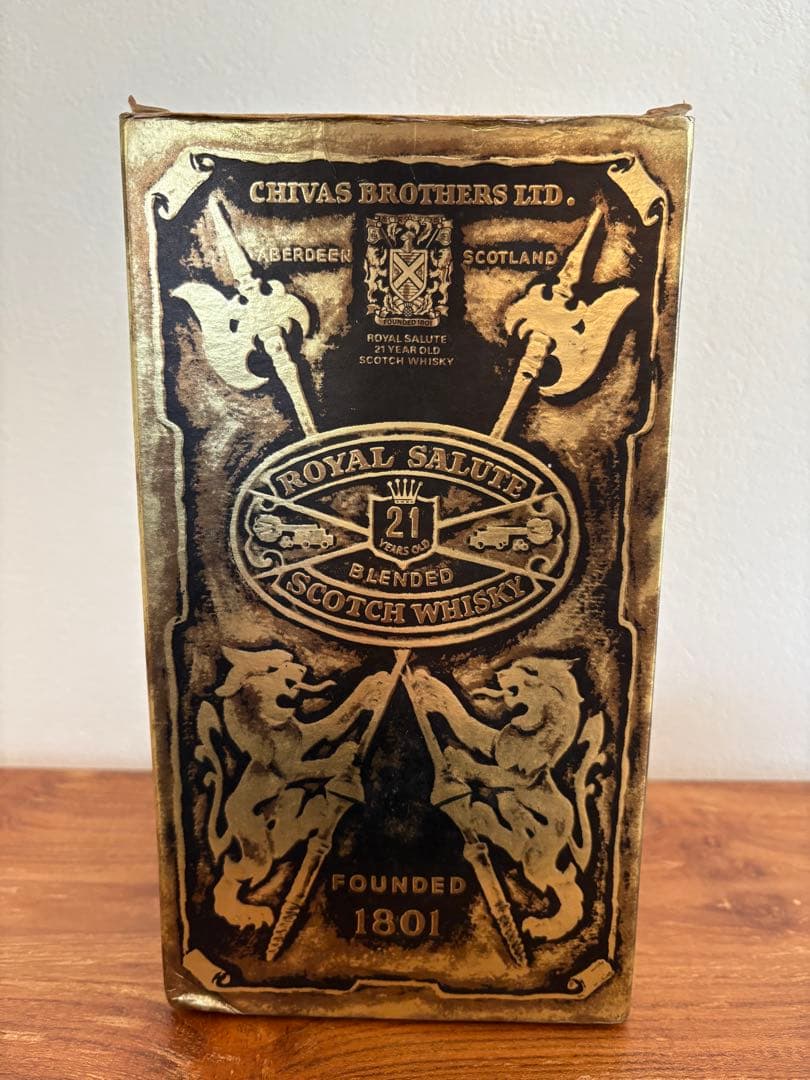 CHIVAS BROTHERS LTD.
ABERDEEN SCOTLAND
FOUNDED 1801
ROYAL SALUTE
21 YEAR OLD
SCOTCH WHISKY
ROYAL SALUTE
21
YEARS OLD
BLENDED
SCOTCH WHISKY
FOUNDED
1801